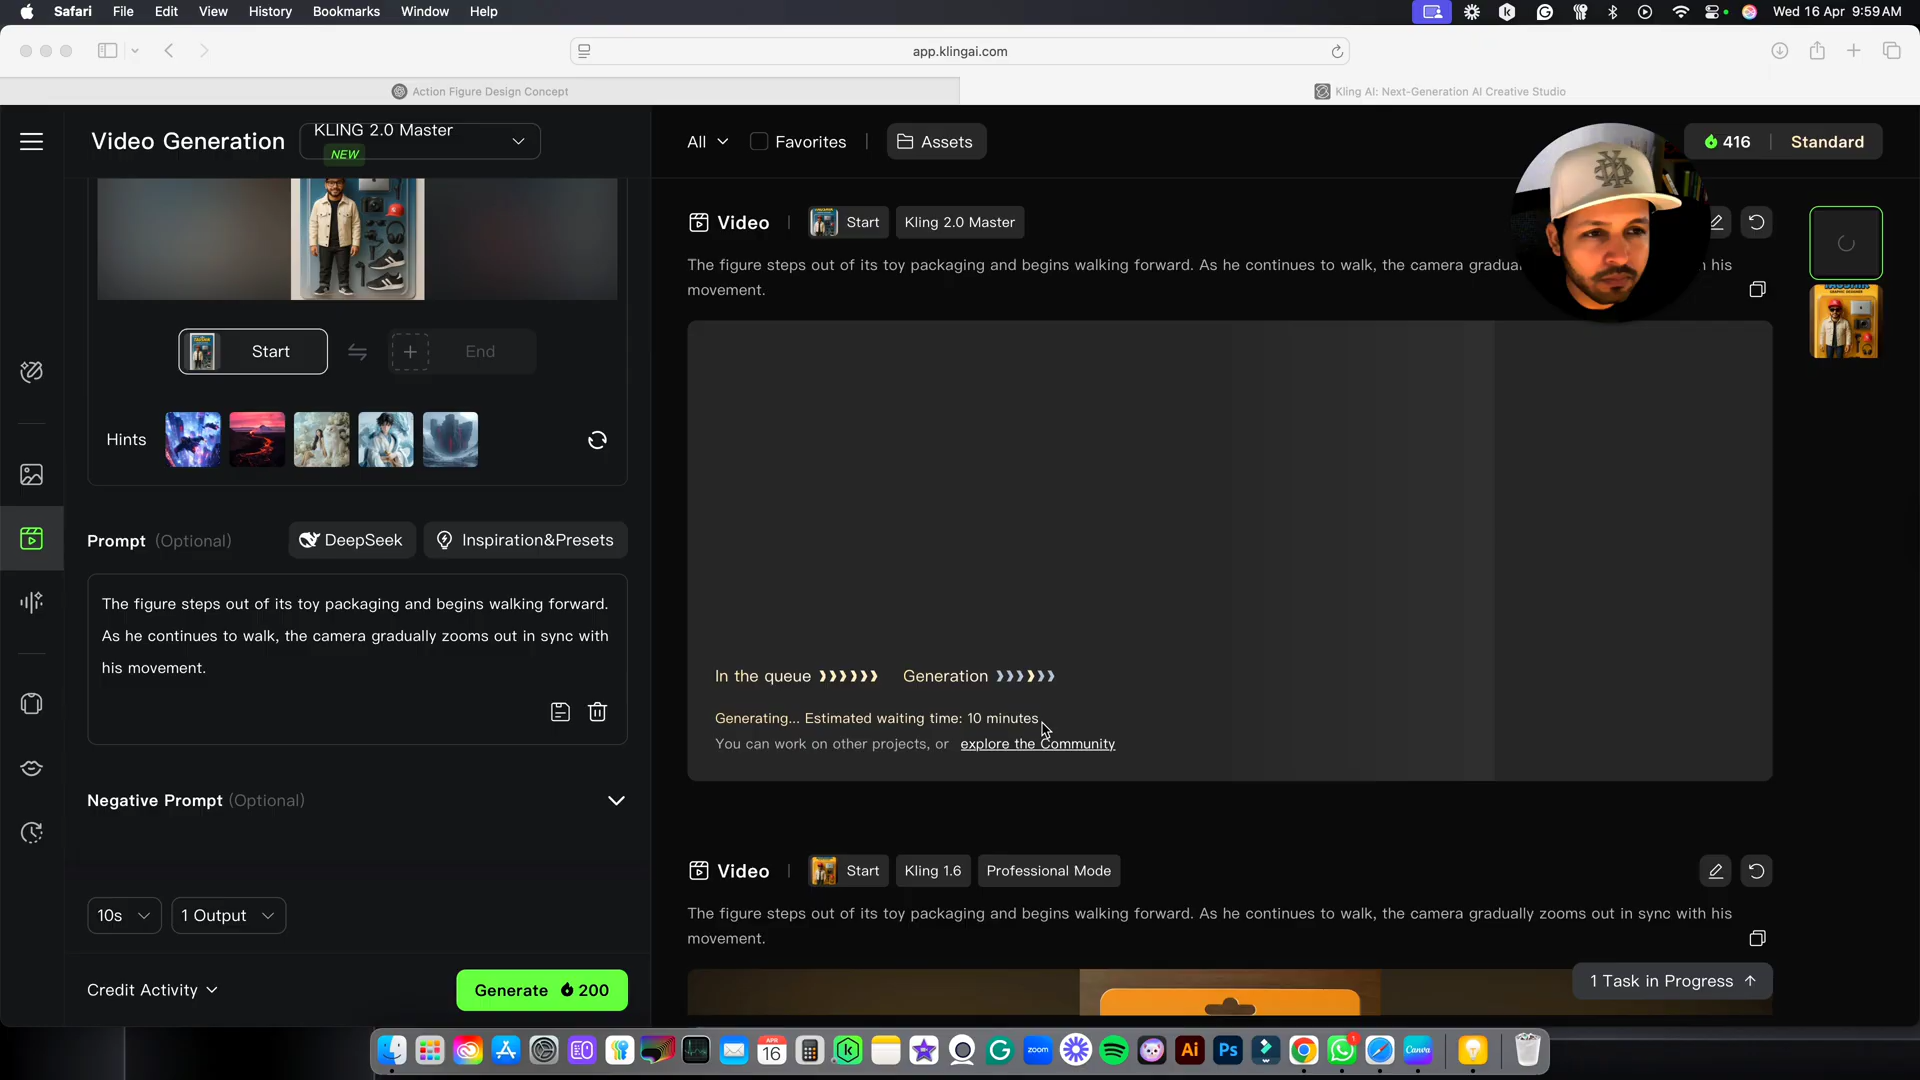 Safari File Edit View History Bookmarks Window Help
Wed 16 Apr 9:59 AM
app.klingai.com
Action Figure Design Concept
Kling AI: Next-Generation AI Creative Studio
Video Generation
KLING 2.0 Master
NEW
All
Favorites
Assets
416
Standard
Start
End
Hints
Prompt (Optional)
DeepSeek
Inspiration&Presets
The figure steps out of its toy packaging and begins walking forward.
As he continues to walk, the camera gradually zooms out in sync with
his movement.
Negative Prompt (Optional)
10s
1 Output
Credit Activity
Generate 200
Video
Start
Kling 2.0 Master
The figure steps out of its toy packaging and begins walking forward. As he continues to walk, the camera his
movement.
In the queue
Generation
Generating... Estimated waiting time: 10 minutes
You can work on other projects, or explore the Community
Video
Start
Kling 1.6
Professional Mode
The figure steps out of its toy packaging and begins walking forward. As he continues to walk, the camera gradually zooms out in sync with his
movement.
1 Task in Progress
APR
16
zoom
Ai
Ps
1
Canva